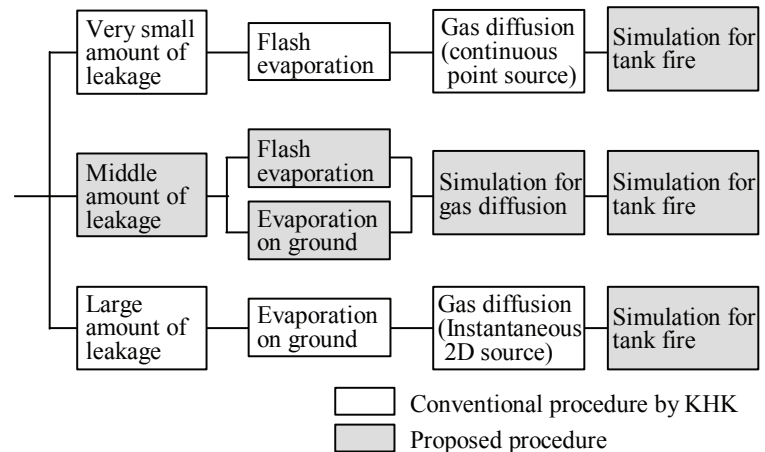 Very small
amount of
leakage
Flash
evaporation
Gas diffusion
(continuous
point source)
Simulation for
tank fire
Middle
amount of
leakage
Flash
evaporation
Evaporation
on ground
Simulation for
gas diffusion
Simulation for
tank fire
Large
amount of
leakage
Evaporation
on ground
Gas diffusion
(Instantaneous
2D source)
Simulation for
tank fire
Conventional procedure by KHK
Proposed procedure